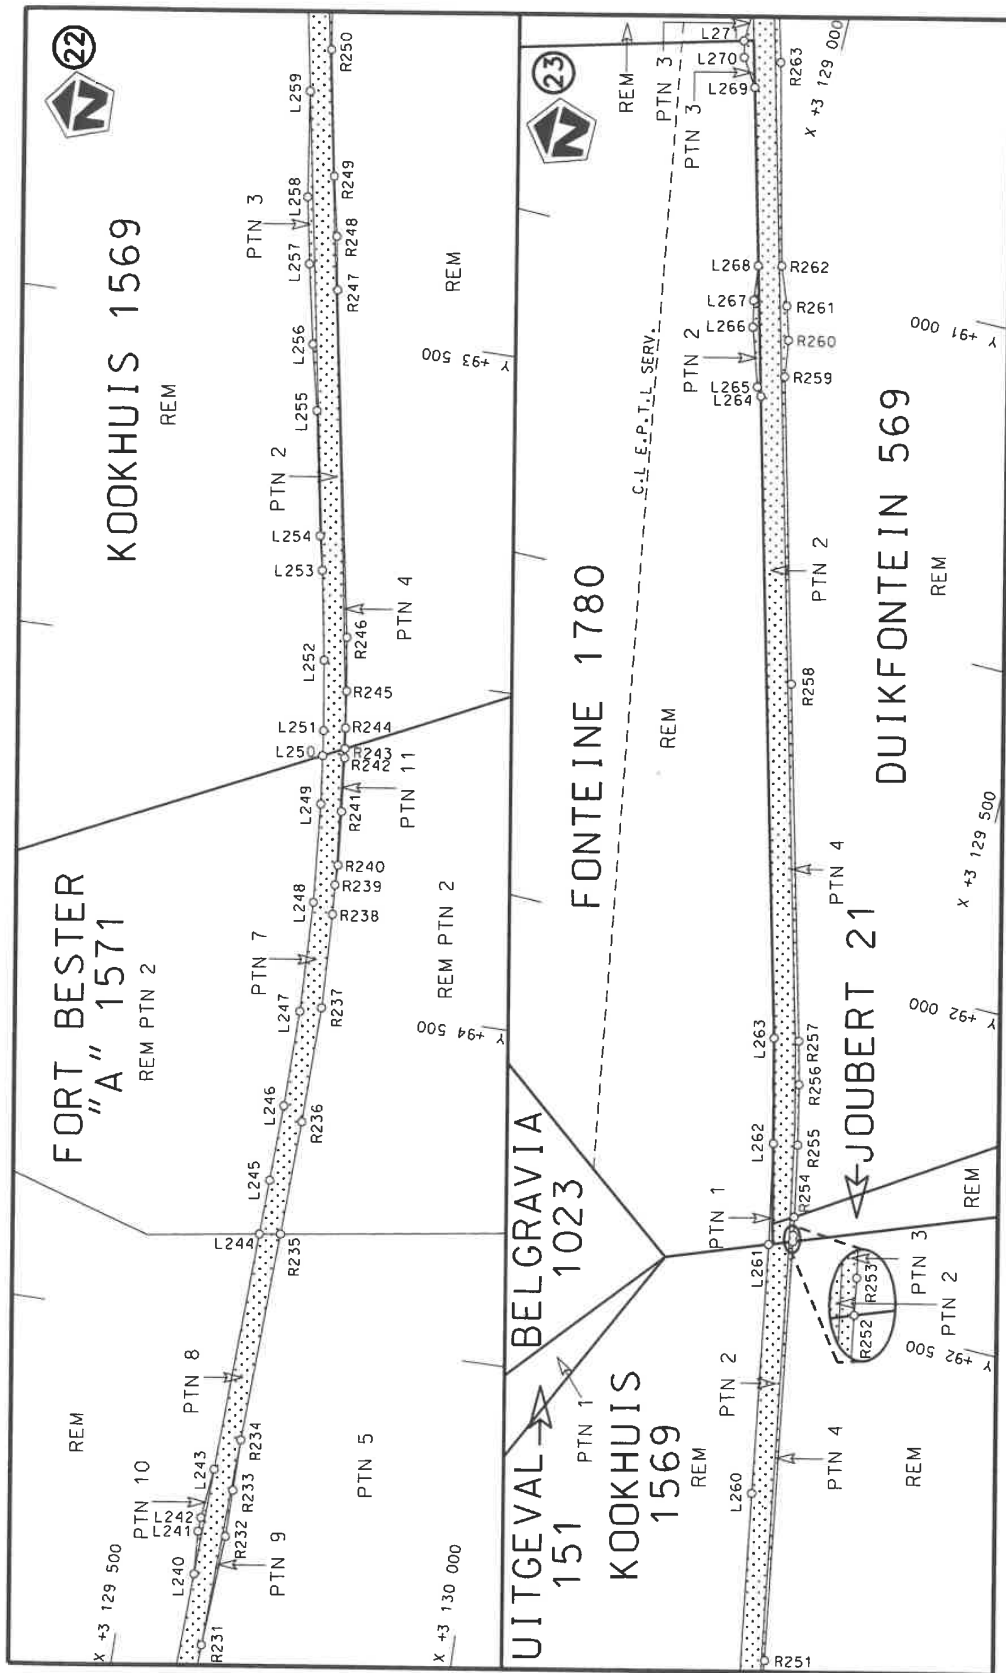 22
N
KOOKHUIS 1569
REM
PTN 3
PTN 2
PTN 4
REM
L259
L258
L257
L256
L255
L254
L253
L252
L251
L250
L249
L248
L247
L246
L245
L244
L243
L242
L241
L240
R250
R249
R248
R247
R246
R245
R244
R243
R242
R241
R240
R239
R238
R237
R236
R235
R234
R233
R232
R231
Y +93 500
FORT BESTER
"A" 1571
REM PTN 2
PTN 7
PTN 11
REM PTN 2
Y +94 500
REM
PTN 8
PTN 10
PTN 9
PTN 5
X +3 129 500
X +3 130 000
23
N
REM
PTN 3
PTN 3
L27
L270
L269
L268
L267
L266
L265
L264
L263
L262
L261
L260
R263
R262
R261
R260
R259
R258
R257
R256
R255
R254
R253
R252
R251
X +3 129 000
C.L E.P.T.L SERV.
PTN 2
Y +91 000
FONTEINE 1780
REM
PTN 2
DUIKFONTEIN 569
REM
PTN 4
X +3 129 500
Y +92 000
JOUBERT 21
REM
BELGRAVIA
1023
PTN 1
PTN 3
PTN 2
Y +92 500
UITGEVAL
151
PTN 1
KOOKHUIS
1569
REM
PTN 2
PTN 4
REM